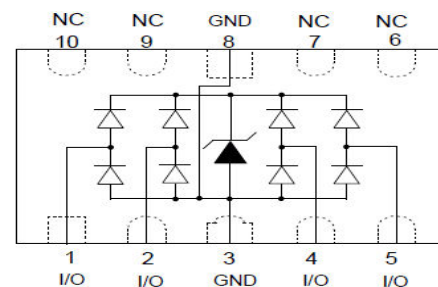 NC NC GND NC NC
10 9 8 7 6
1 2 3 4 5
I/O I/O GND I/O I/O